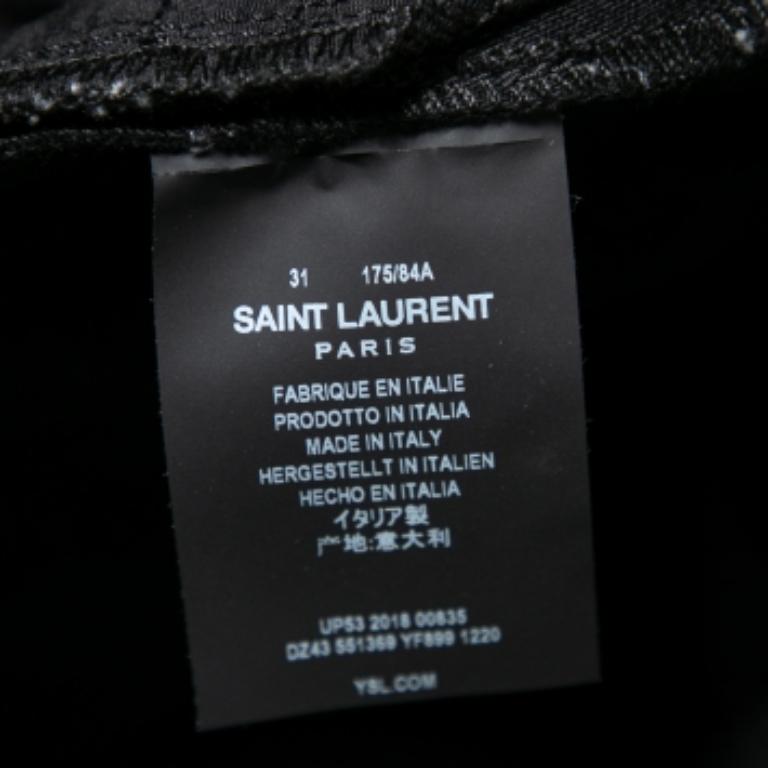 31 175/84A
SAINT LAURENT
PARIS
FABRIQUE EN ITALIE
PRODOTTO IN ITALIA
MADE IN ITALY
HERGESTELLT IN ITALIEN
HECHO EN ITALIA
イタリア製
产地:意大利
UP53 2018 00835
DZ43 551369 YF899 1220
YSL.COM